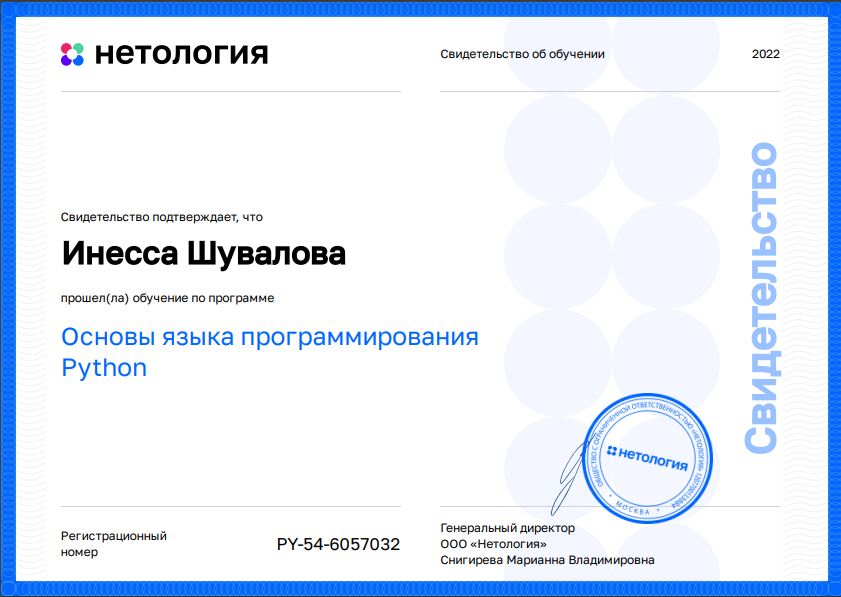 нетология
Свидетельство об обучении
2022
Свидетельство подтверждает, что
Инесса Шувалова
прошел(ла) обучение по программе
Основы языка программирования
Python
Свидетельство
ОБЩЕСТВО С ОГРАНИЧЕННОЙ ОТВЕТСТВЕННОСТЬЮ «НЕТОЛОГИЯ»
нетология
МОСКВА
Регистрационный
номер
PY-54-6057032
Генеральный директор
ООО «Нетология»
Снигирева Марианна Владимировна